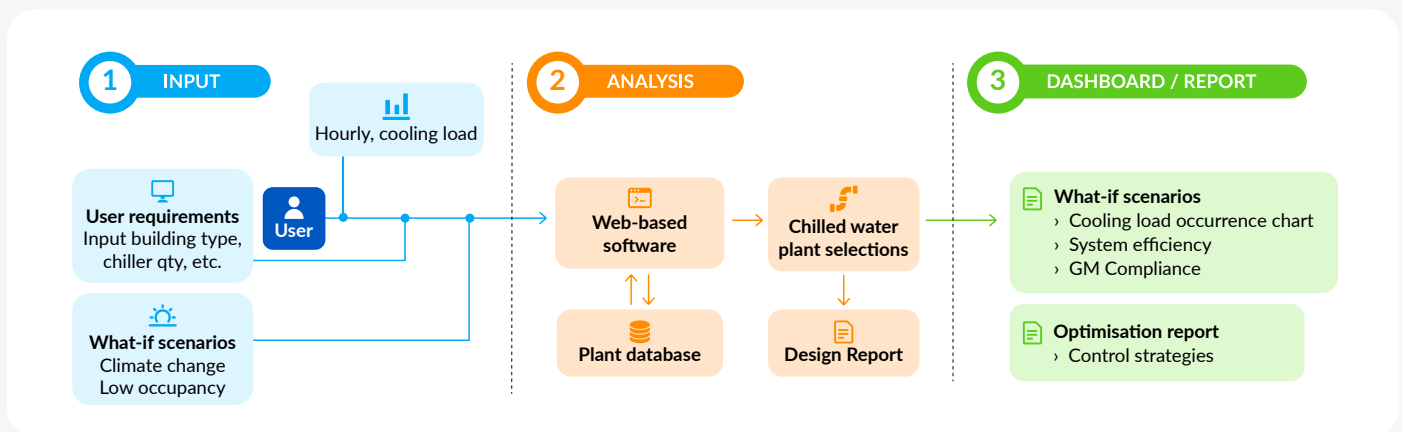 1 INPUT
Hourly, cooling load
User requirements
Input building type,
chiller qty, etc.
User
What-if scenarios
Climate change
Low occupancy
2 ANALYSIS
Web-based
software
Chilled water
plant selections
Plant database
Design Report
3 DASHBOARD / REPORT
What-if scenarios
› Cooling load occurrence chart
› System efficiency
› GM Compliance
Optimisation report
› Control strategies